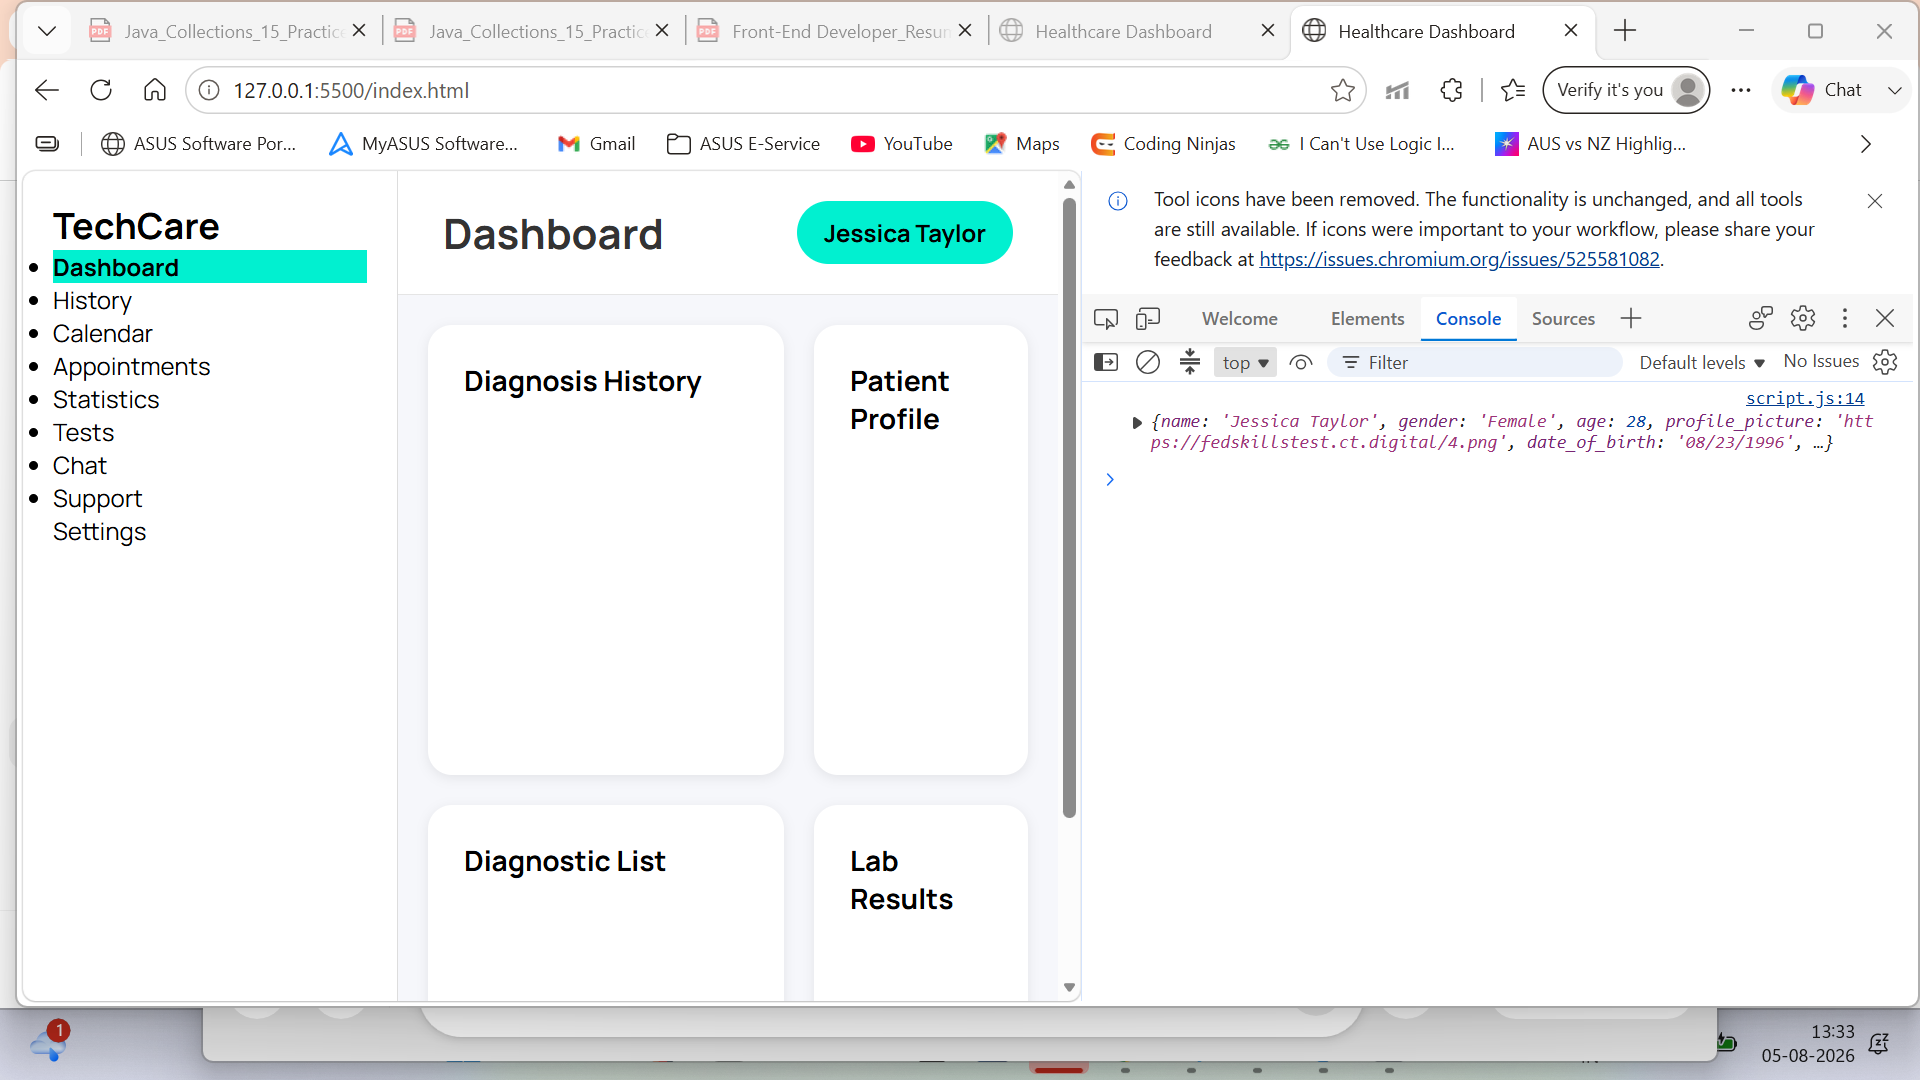 Java_Collections_15_Practice
Java_Collections_15_Practice
Front-End Developer_Resun
Healthcare Dashboard
Healthcare Dashboard
127.0.0.1:5500/index.html
Verify it's you
Chat
ASUS Software Por...
MyASUS Software...
Gmail
ASUS E-Service
YouTube
Maps
Coding Ninjas
I Can't Use Logic I...
AUS vs NZ Highlig...
TechCare
Dashboard
History
Calendar
Appointments
Statistics
Tests
Chat
Support
Settings
Dashboard
Jessica Taylor
Diagnosis History
Patient
Profile
Diagnostic List
Lab
Results
Tool icons have been removed. The functionality is unchanged, and all tools
are still available. If icons were important to your workflow, please share your
feedback at https://issues.chromium.org/issues/525581082.
Welcome
Elements
Console
Sources
top
Filter
Default levels
No Issues
script.js:14
{name: 'Jessica Taylor', gender: 'Female', age: 28, profile_picture: 'htt
ps://fedskillstest.ct.digital/4.png', date_of_birth: '08/23/1996', …}
1
13:33
05-08-2026